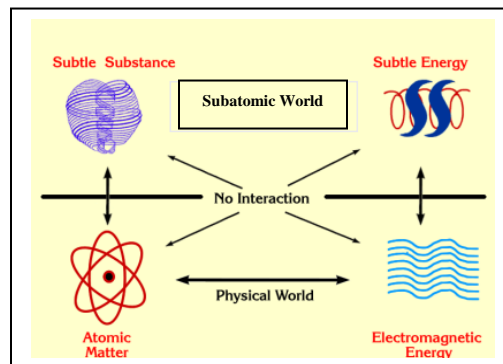 Subtle Substance
Subtle Energy
Subatomic World
No Interaction
Physical World
Atomic
Matter
Electromagnetic
Energy